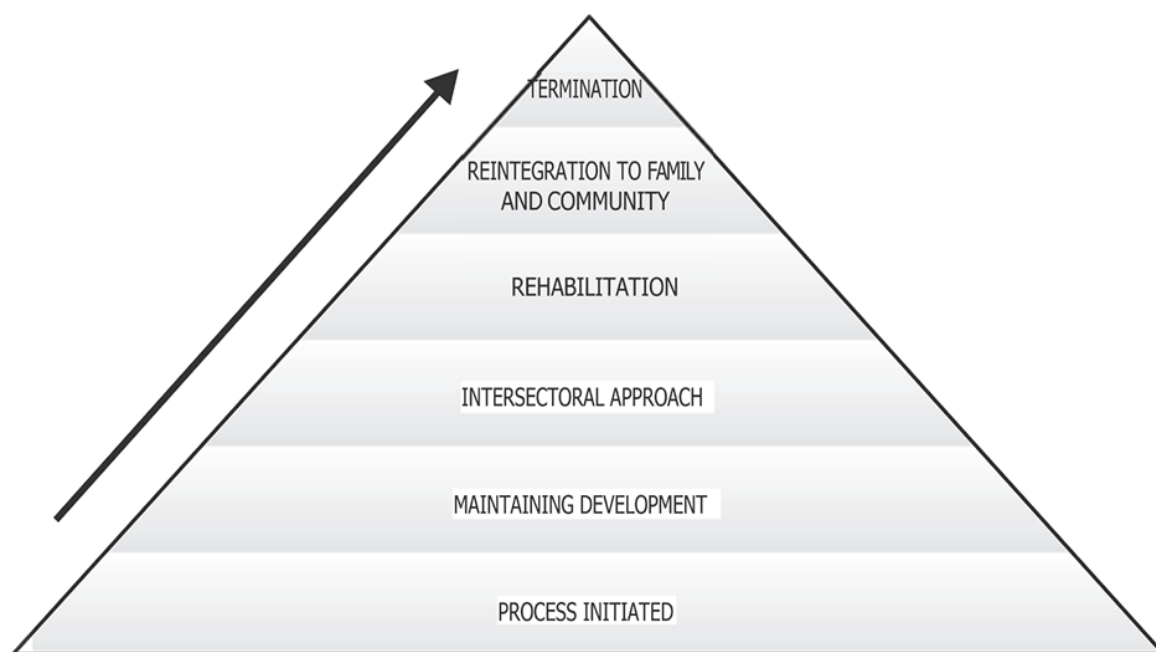 TERMINATION
REINTEGRATION TO FAMILY
AND COMMUNITY
REHABILITATION
INTERSECTORAL APPROACH
MAINTAINING DEVELOPMENT
PROCESS INITIATED